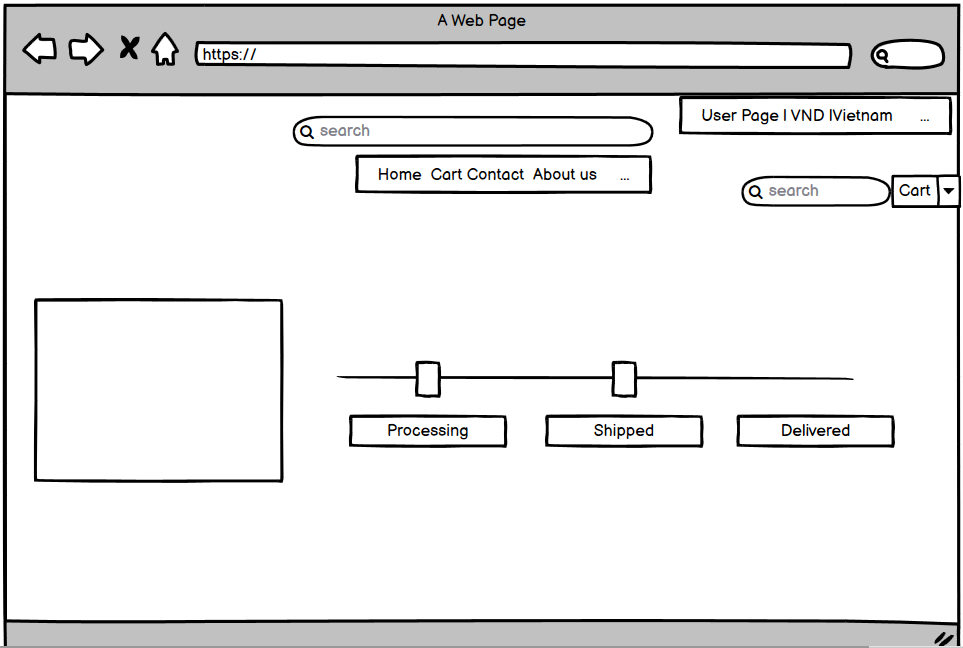 A Web Page
https://
User Page I VND IVietnam ...
search
Home Cart Contact About us ...
search Cart
Processing Shipped Delivered